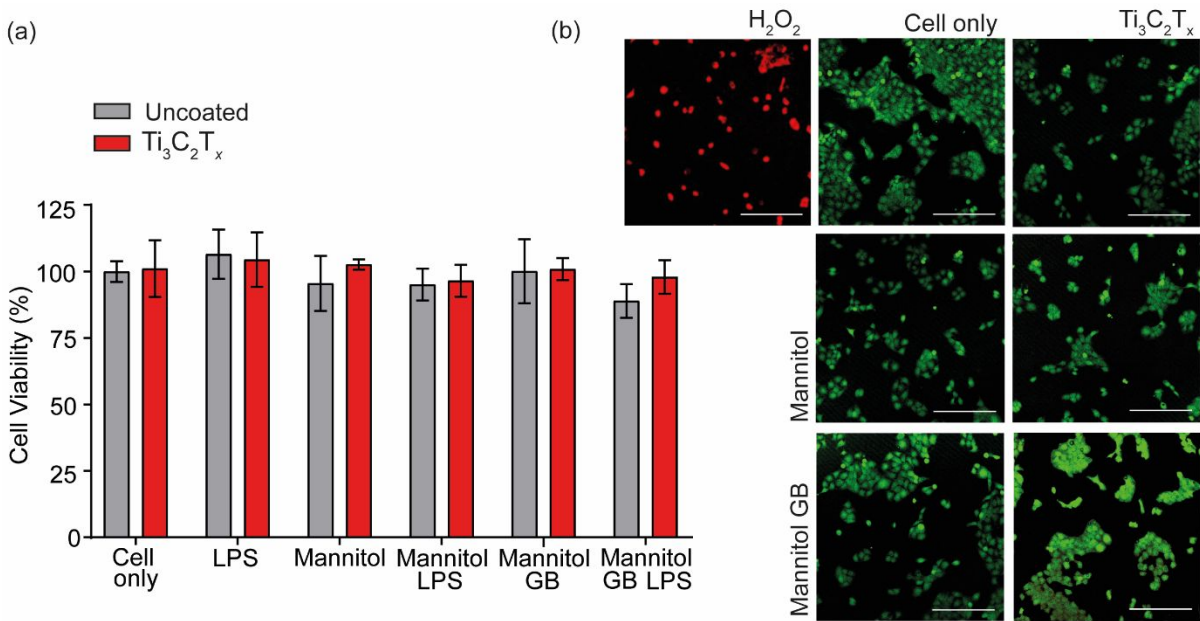 (a)
Uncoated
Ti₃C₂Tₓ
Cell Viability (%)
125
100
75
50
25
0
Cell only
LPS
Mannitol
Mannitol LPS
Mannitol GB
Mannitol GB LPS
(b)
H₂O₂
Cell only
Ti₃C₂Tₓ
Mannitol
Mannitol GB